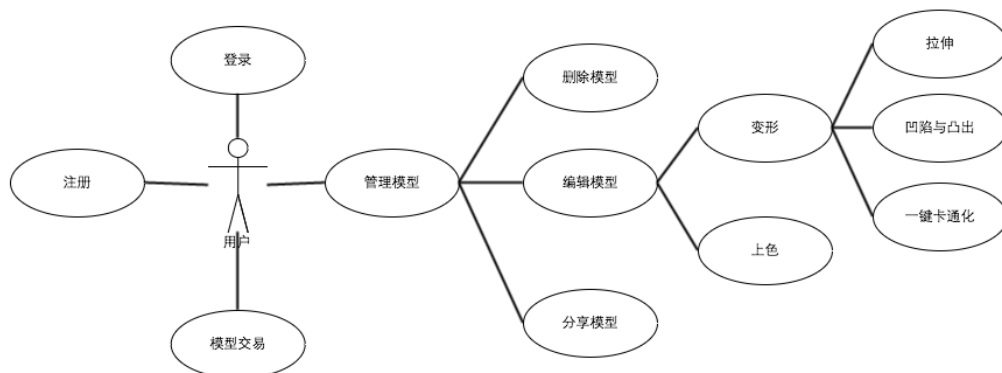 登录
拉伸
删除模型
变形
凹陷与凸出
注册
管理模型
编辑模型
一键卡通化
用户
上色
分享模型
模型交易